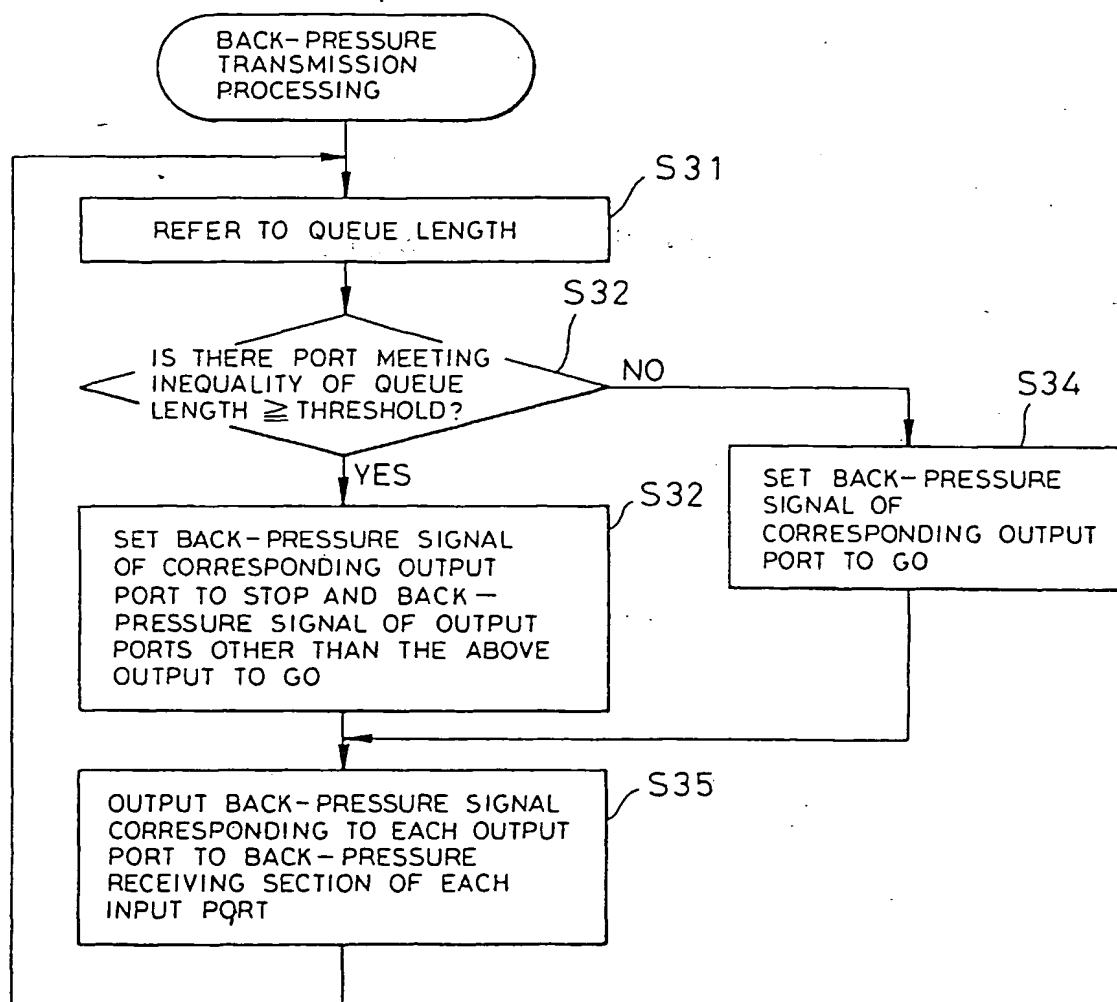 BACK-PRESSURE
TRANSMISSION
PROCESSING
S31
REFER TO QUEUE LENGTH
S32
IS THERE PORT MEETING
INEQUALITY OF QUEUE
LENGTH ≧ THRESHOLD?
NO
YES
S34
SET BACK-PRESSURE
SIGNAL OF
CORRESPONDING OUTPUT
PORT TO GO
S32
SET BACK-PRESSURE SIGNAL
OF CORRESPONDING OUTPUT
PORT TO STOP AND BACK-
PRESSURE SIGNAL OF OUTPUT
PORTS OTHER THAN THE ABOVE
OUTPUT TO GO
S35
OUTPUT BACK-PRESSURE SIGNAL
CORRESPONDING TO EACH OUTPUT
PORT TO BACK-PRESSURE
RECEIVING SECTION OF EACH
INPUT PORT